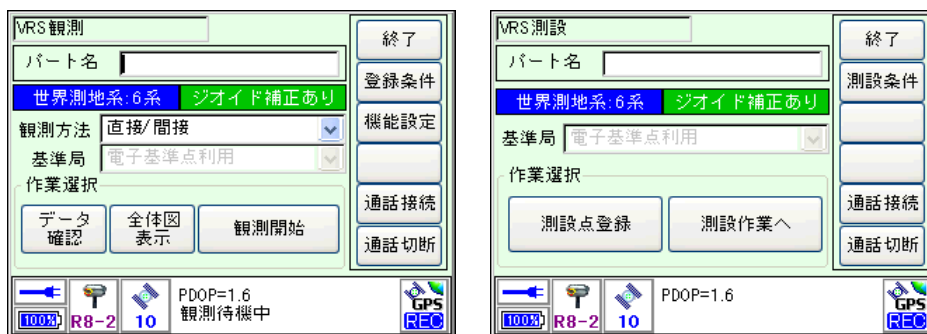 VRS観測
パート名
世界測地系:6系 ジオイド補正あり
観測方法 直接/間接
基準局 電子基準点利用
作業選択
データ確認 全体図表示 観測開始
終了
登録条件
機能設定
通話接続
通話切断
100% R8-2 10
PDOP=1.6
観測待機中
GPS
REC
VRS測設
パート名
世界測地系:6系 ジオイド補正あり
基準局 電子基準点利用
作業選択
測設点登録 測設作業へ
終了
測設条件
通話接続
通話切断
100% R8-2 10
PDOP=1.6
GPS
REC